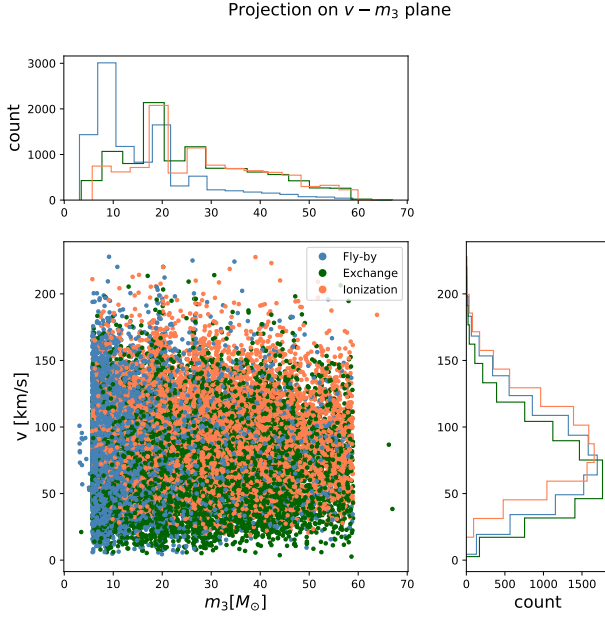 Projection on v − m₃ plane
count
3000
2000
1000
0
0 10 20 30 40 50 60 70
v [km/s]
200
150
100
50
0
Fly-by
Exchange
Ionization
0 10 20 30 40 50 60 70
m₃[M⊙]
200
150
100
50
0
0 500 1000 1500
count